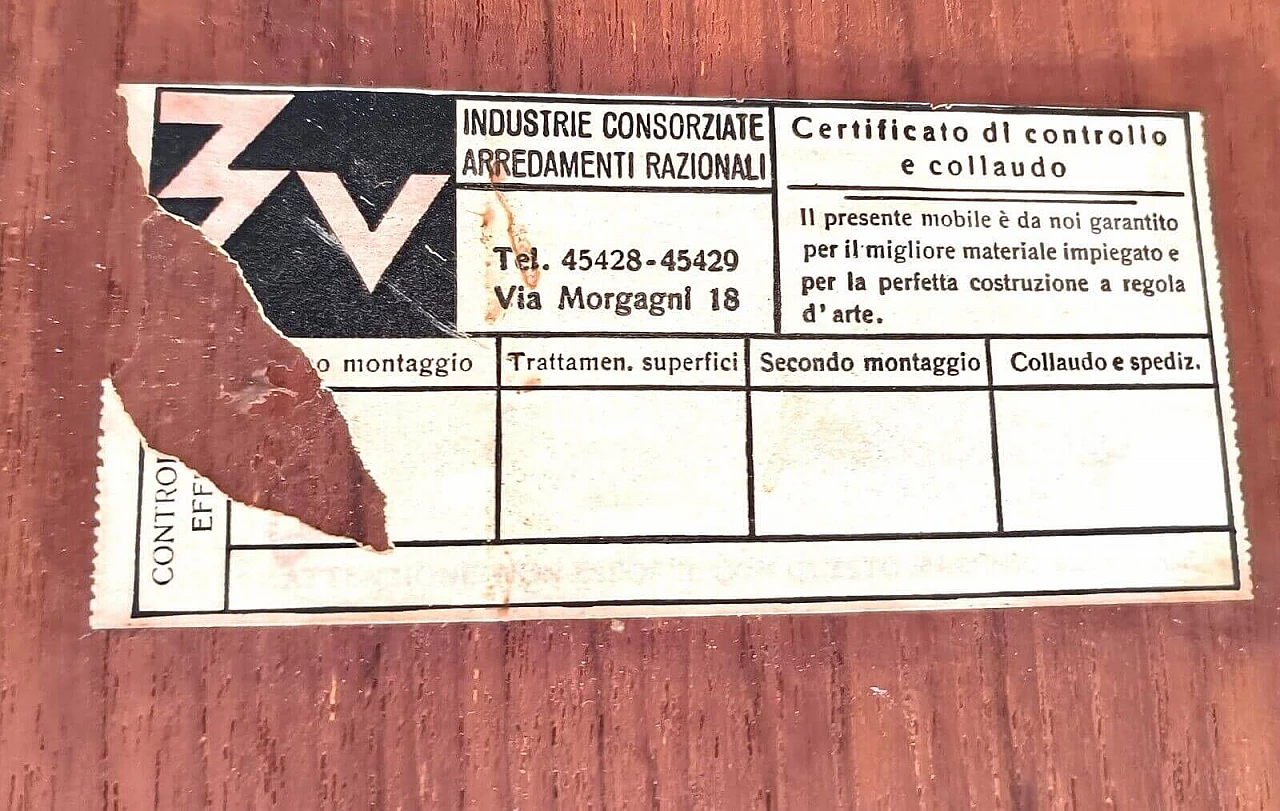 3V
INDUSTRIE CONSORZIATE
ARREDAMENTI RAZIONALI
Tel. 45428-45429
Via Morgagni 18
Certificato di controllo
e collaudo
Il presente mobile è da noi garantito
per il migliore materiale impiegato e
per la perfetta costruzione a regola
d'arte.
o montaggio
Trattamen. superfici
Secondo montaggio
Collaudo e spediz.
CONTROL
EFF